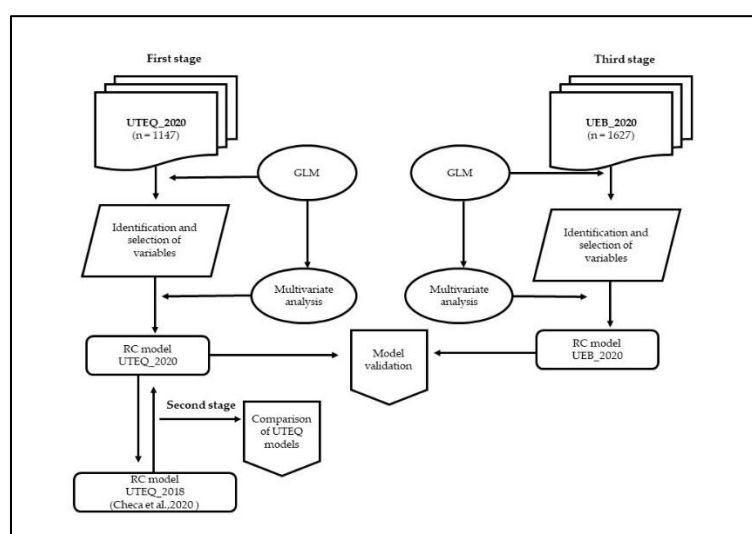 First stage
Third stage
UTEQ_2020
(n = 1147)
UEB_2020
(n = 1627)
GLM
GLM
Identification and
selection of
variables
Identification and
selection of
variables
Multivariate
analysis
Multivariate
analysis
RC model
UTEQ_2020
Model
validation
RC model
UEB_2020
Second stage
Comparison
of UTEQ
models
RC model
UTEQ_2018
(Checa et al.,2020 )